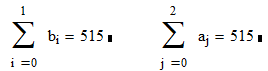 1 2
∑ bᵢ = 515∎ ∑ aⱼ = 515∎
i =0 j =0